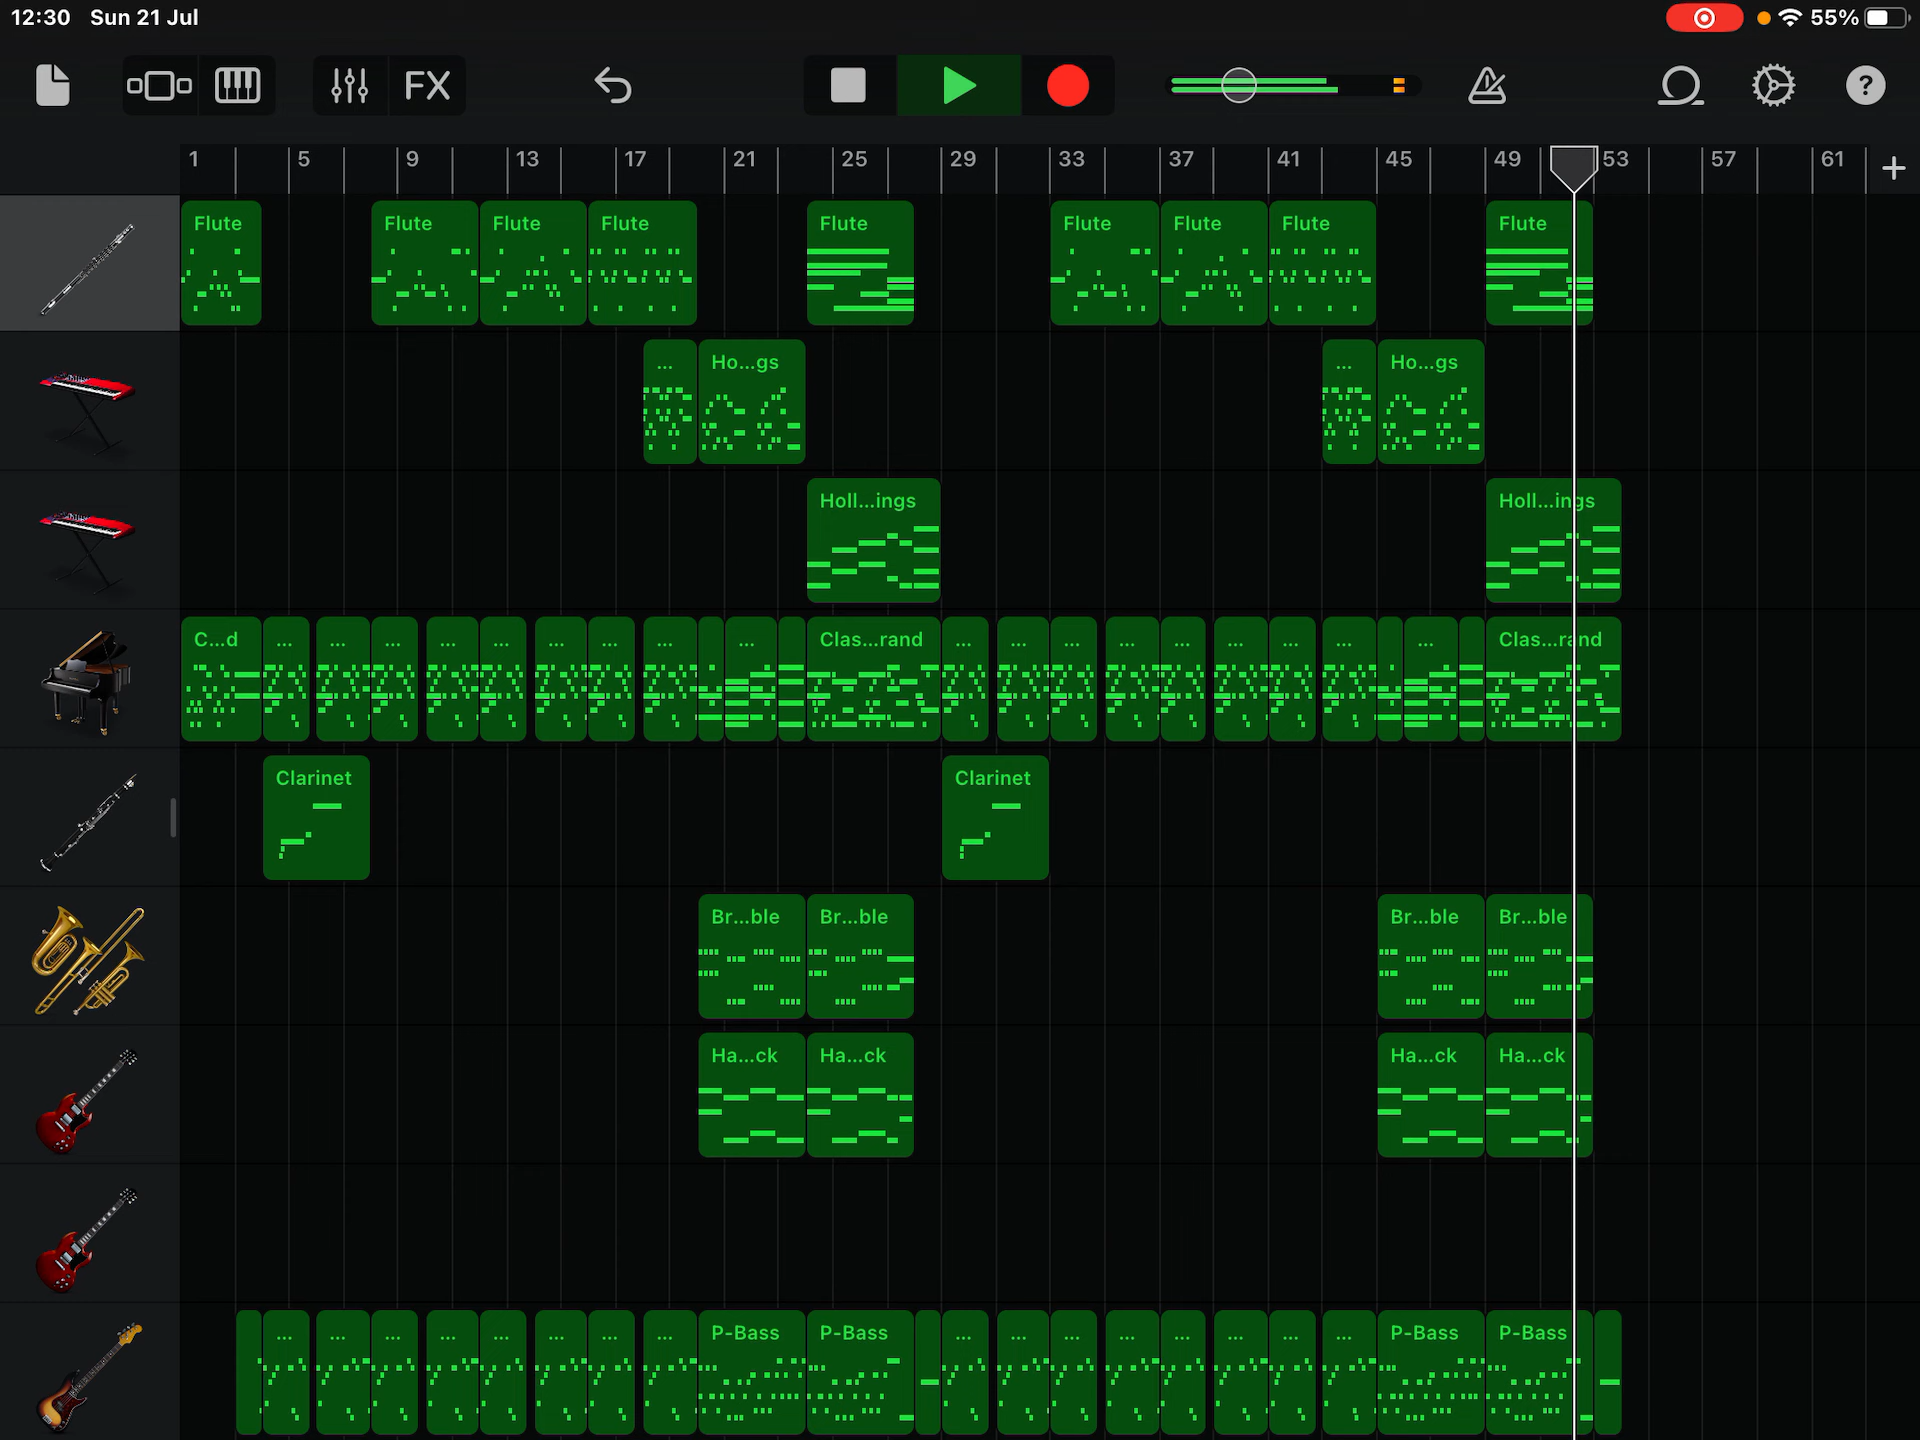 12:30 Sun 21 Jul 55%
FX ?
1 5 9 13 17 21 25 29 33 37 41 45 49 53 57 61 +
Flute Flute Flute Flute Flute Flute Flute Flute Flute
... Ho...gs ... Ho...gs
Holl...ings Holl...ings
C...d ... ... ... ... ... ... ... ... ... Clas...rand ... ... ... ... ... ... ... ... ... Clas...rand
Clarinet Clarinet
Br...ble Br...ble Br...ble Br...ble
Ha...ck Ha...ck Ha...ck Ha...ck
... ... ... ... ... ... ... ... P-Bass P-Bass ... ... ... ... ... ... ... ... P-Bass P-Bass